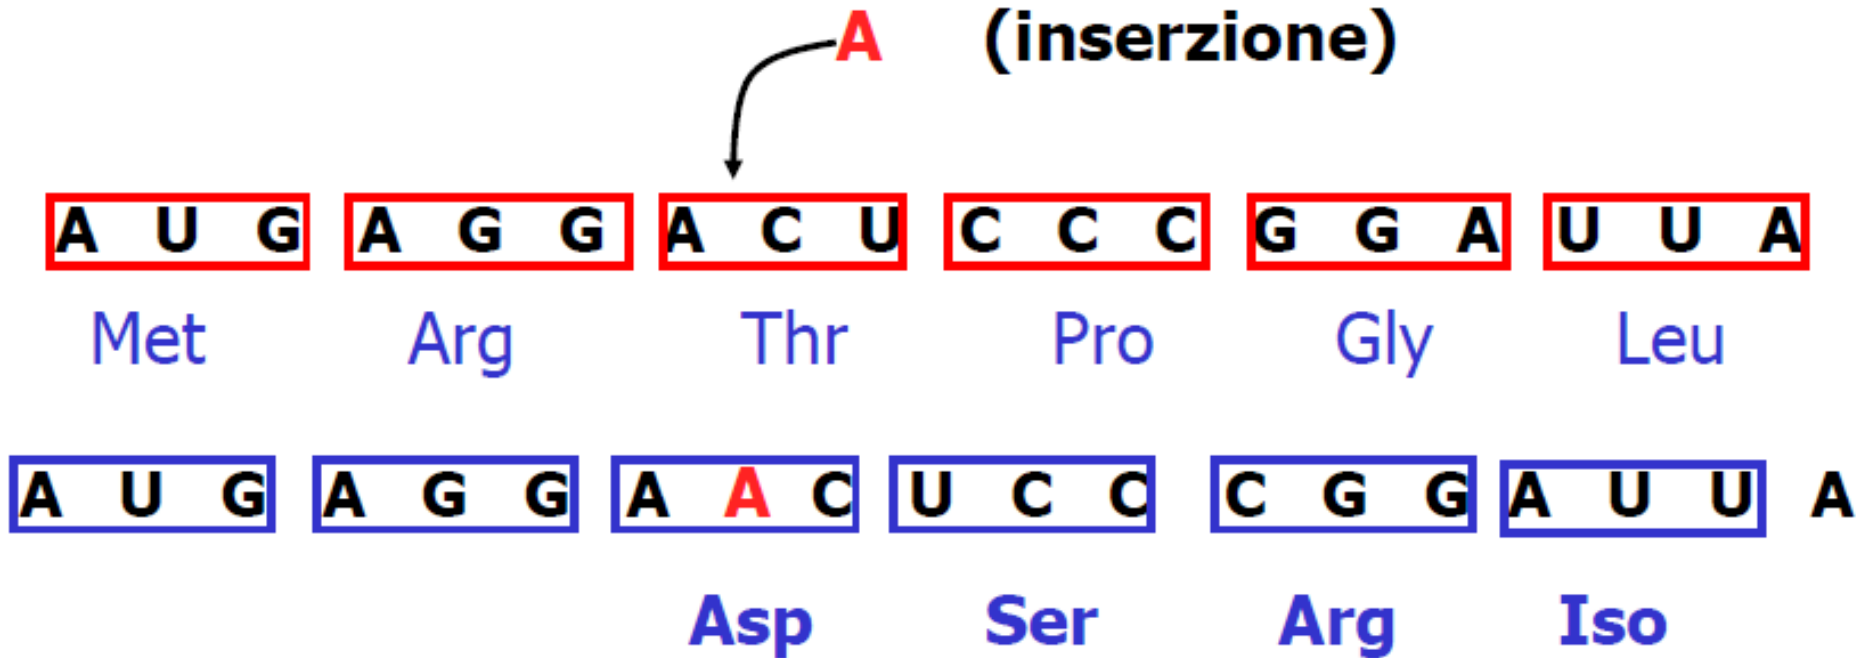 A (inserzione)
A U G A G G A C U C C C G G A U U A
Met Arg Thr Pro Gly Leu
A U G A G G A A C U C C C G G A U U A
Asp Ser Arg Iso